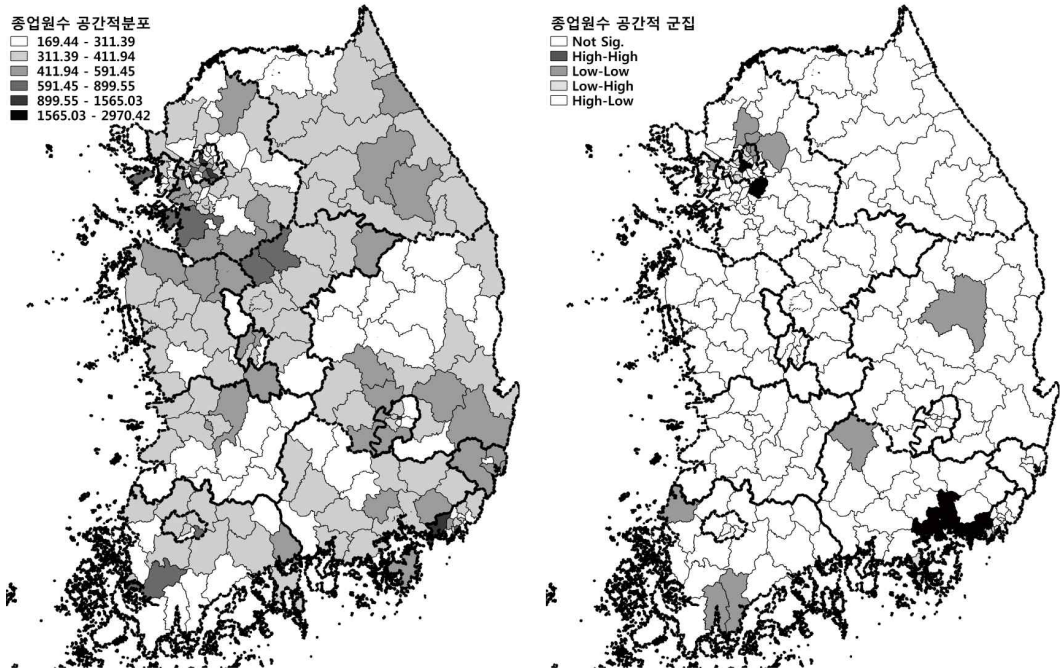 종업원수 공간적분포
169.44 - 311.39
311.39 - 411.94
411.94 - 591.45
591.45 - 899.55
899.55 - 1565.03
1565.03 - 2970.42
종업원수 공간적 군집
Not Sig.
High-High
Low-Low
Low-High
High-Low